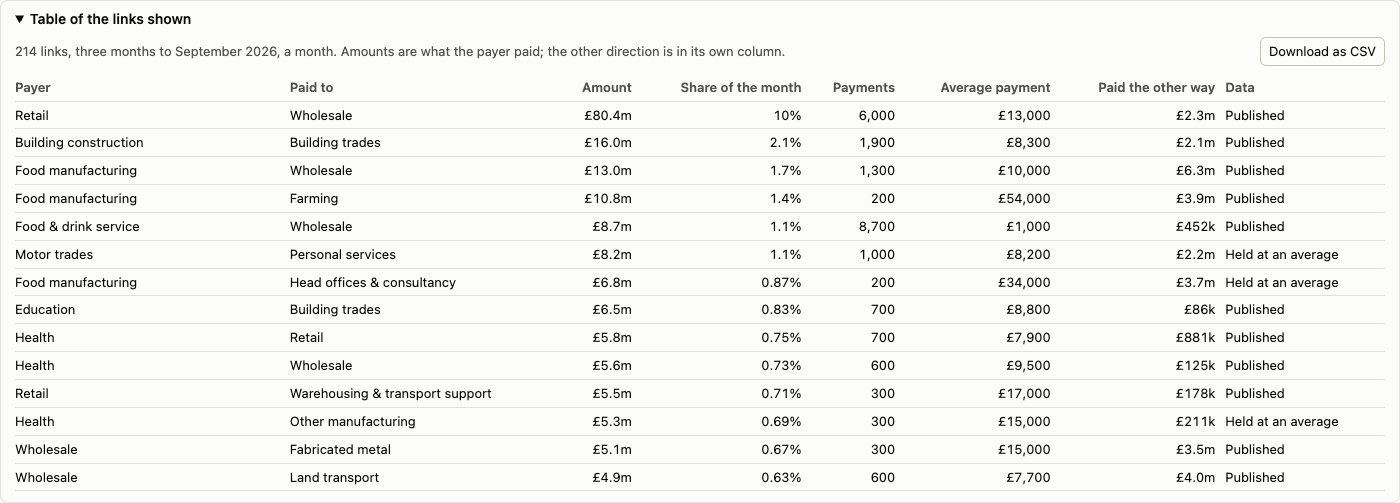 ▼ Table of the links shown
214 links, three months to September 2026, a month. Amounts are what the payer paid; the other direction is in its own column. Download as CSV
Payer Paid to Amount Share of the month Payments Average payment Paid the other way Data
Retail Wholesale £80.4m 10% 6,000 £13,000 £2.3m Published
Building construction Building trades £16.0m 2.1% 1,900 £8,300 £2.1m Published
Food manufacturing Wholesale £13.0m 1.7% 1,300 £10,000 £6.3m Published
Food manufacturing Farming £10.8m 1.4% 200 £54,000 £3.9m Published
Food & drink service Wholesale £8.7m 1.1% 8,700 £1,000 £452k Published
Motor trades Personal services £8.2m 1.1% 1,000 £8,200 £2.2m Held at an average
Food manufacturing Head offices & consultancy £6.8m 0.87% 200 £34,000 £3.7m Held at an average
Education Building trades £6.5m 0.83% 700 £8,800 £86k Published
Health Retail £5.8m 0.75% 700 £7,900 £881k Published
Health Wholesale £5.6m 0.73% 600 £9,500 £125k Published
Retail Warehousing & transport support £5.5m 0.71% 300 £17,000 £178k Published
Health Other manufacturing £5.3m 0.69% 300 £15,000 £211k Held at an average
Wholesale Fabricated metal £5.1m 0.67% 300 £15,000 £3.5m Published
Wholesale Land transport £4.9m 0.63% 600 £7,700 £4.0m Published